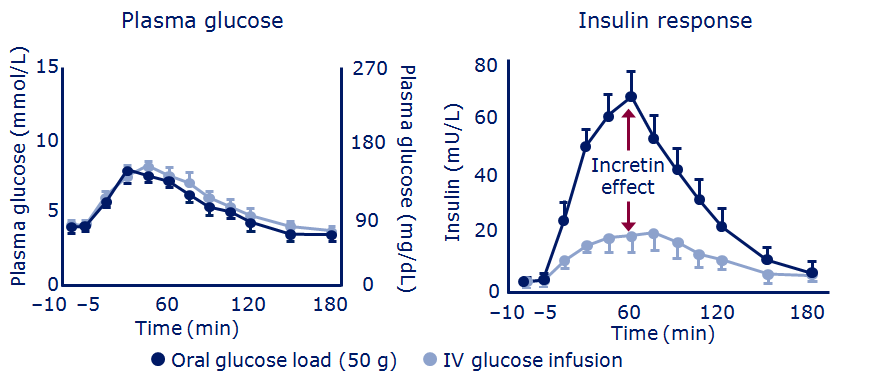 Plasma glucose
Insulin response
Plasma glucose (mmol/L)
15
10
5
0
270
180
90
0
Plasma glucose (mg/dL)
−10 −5 60 120 180
Time (min)
Insulin (mU/L)
80
60
40
20
0
Incretin
effect
−10 −5 60 120 180
Time (min)
Oral glucose load (50 g)
IV glucose infusion